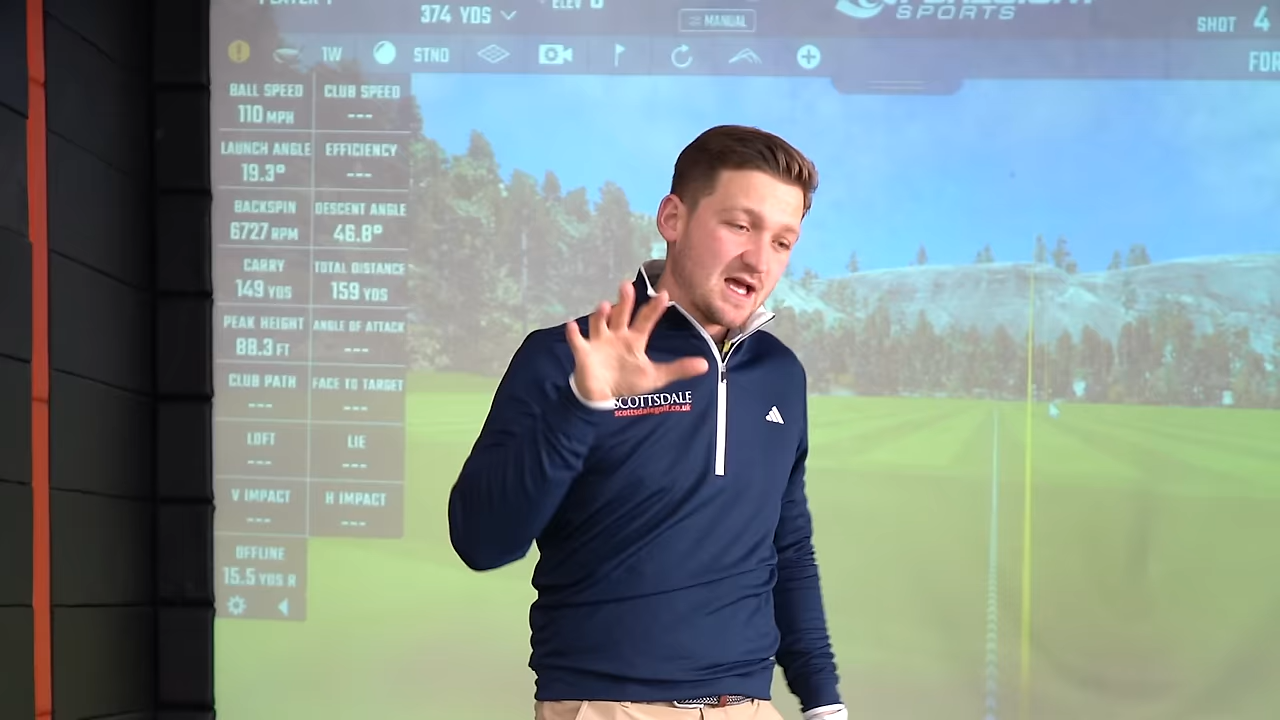 374 YDS
MANUAL
SPORTS
SHOT 4
1W
STND
BALL SPEED
110 MPH
CLUB SPEED
---
LAUNCH ANGLE
19.3°
EFFICIENCY
---
BACKSPIN
6727 RPM
DESCENT ANGLE
46.8°
CARRY
149 YDS
TOTAL DISTANCE
159 YDS
PEAK HEIGHT
88.3 FT
ANGLE OF ATTACK
---
CLUB PATH
---
FACE TO TARGET
---
LOFT
---
LIE
---
V IMPACT
---
H IMPACT
---
OFFLINE
15.5 YDS R
SCOTTSDALE
scottsdalegolf.co.uk